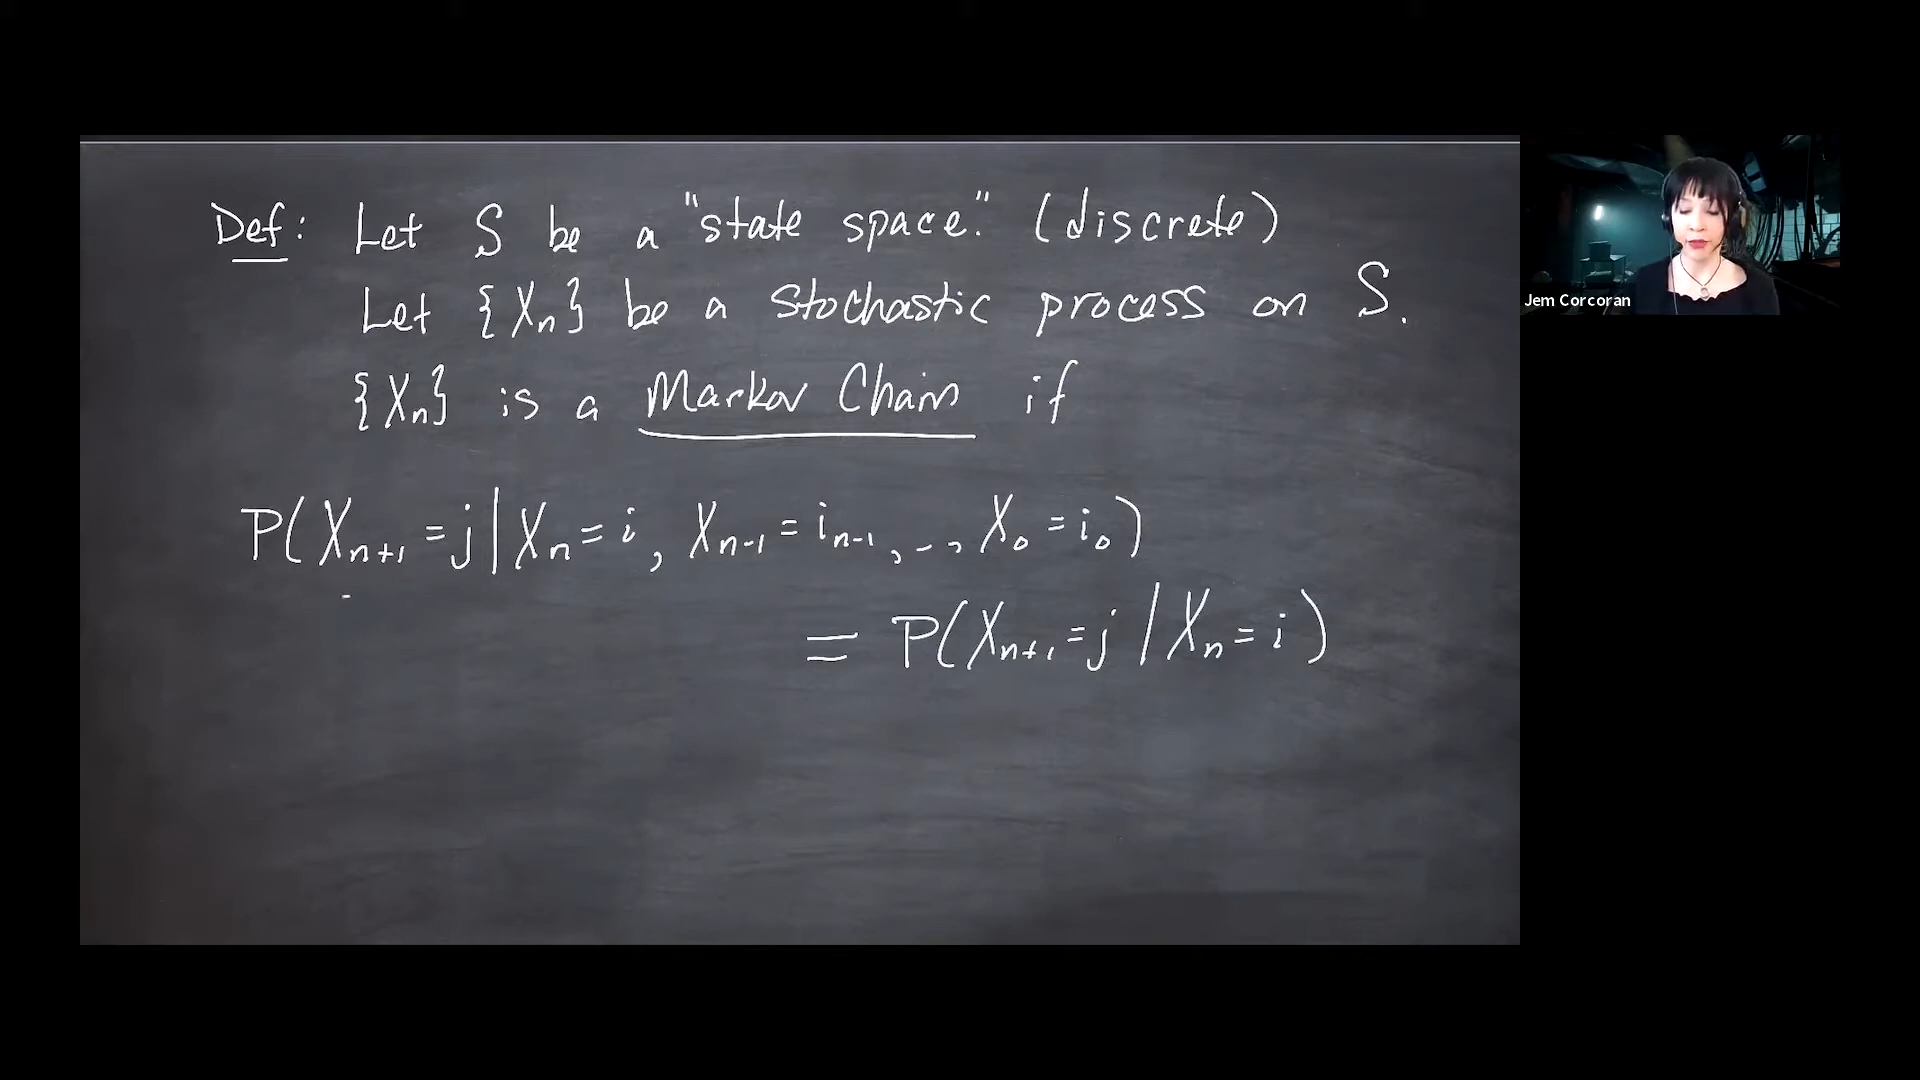 Def: Let S be a "state space." (discrete)
Let {Xₙ} be a stochastic process on S.
{Xₙ} is a Markov Chain if
P(Xₙ₊₁ = j | Xₙ = i, Xₙ₋₁ = iₙ₋₁, .., X₀ = i₀)
= P(Xₙ₊₁ = j | Xₙ = i)
Jem Corcoran